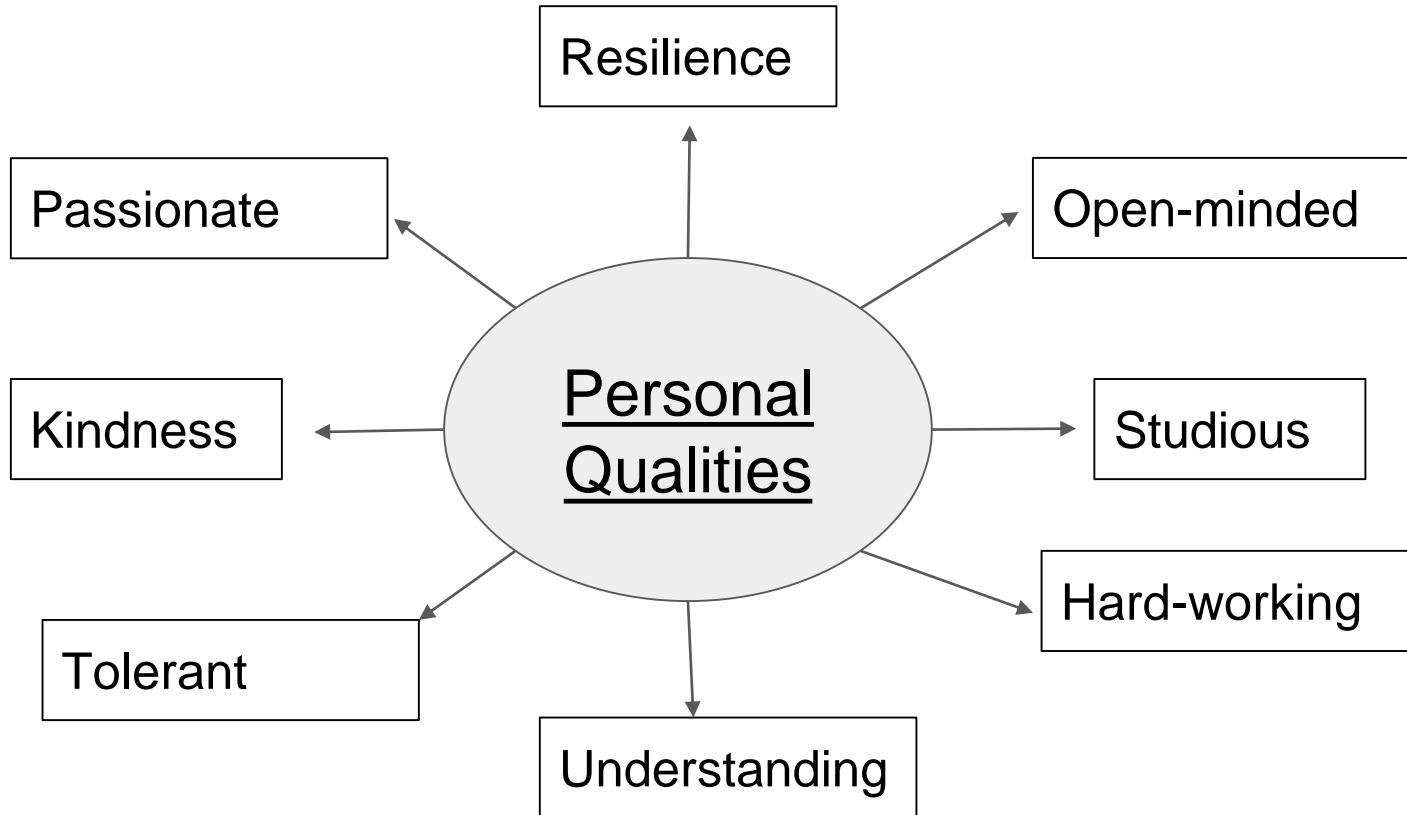 Resilience
Passionate
Open-minded
Personal
Qualities
Kindness
Studious
Hard-working
Tolerant
Understanding